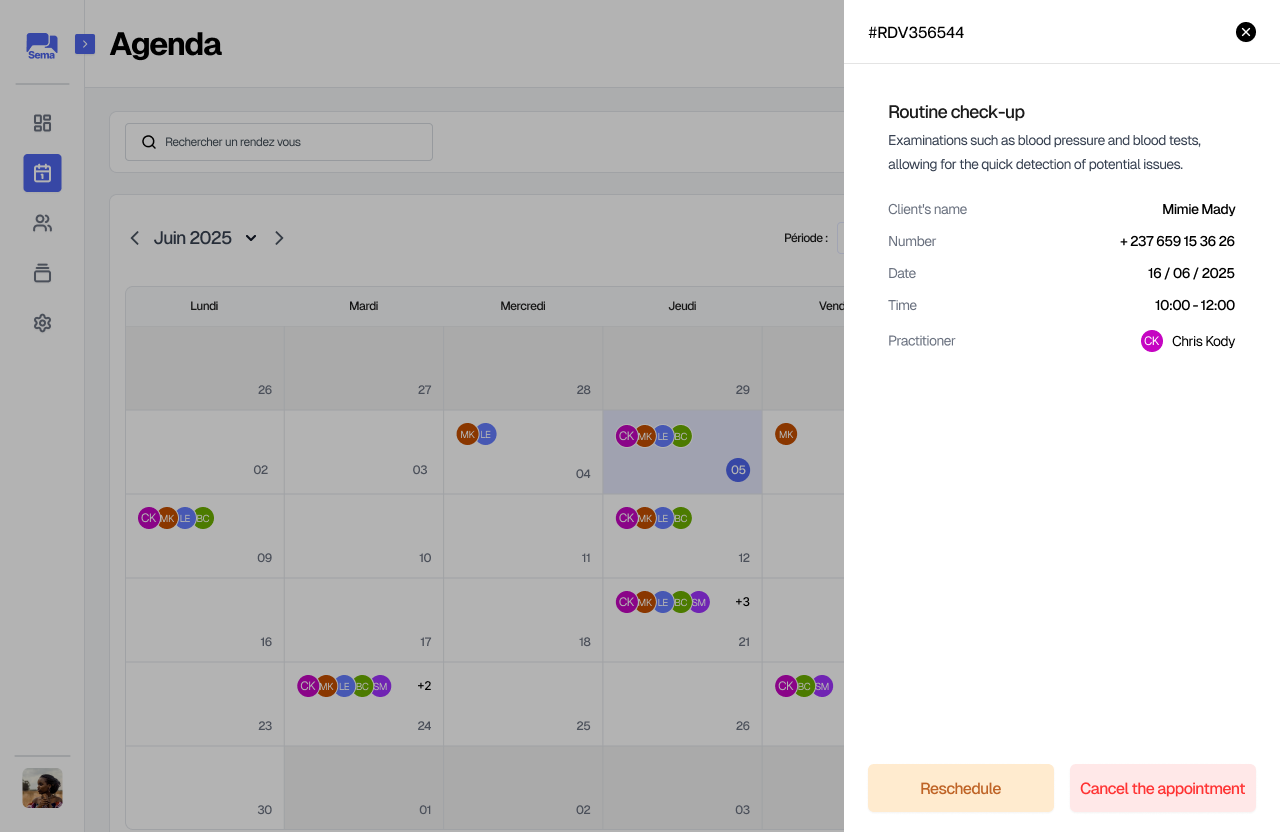 Sema
Agenda
Rechercher un rendez vous
Juin 2025
Période :
Lundi Mardi Mercredi Jeudi
26 27 28 29
MK LE CK MK LE BC MK
02 03 04 05
CK MK LE BC CK MK LE BC
09 10 11 12
CK MK LE BC SM +3
16 17 18 21
CK MK LE BC SM +2 CK BC SM
23 24 25 26
30 01 02 03
#RDV356544
Routine check-up
Examinations such as blood pressure and blood tests,
allowing for the quick detection of potential issues.
Client's name Mimie Mady
Number + 237 659 15 36 26
Date 16 / 06 / 2025
Time 10:00 - 12:00
Practitioner CK Chris Kody
Reschedule Cancel the appointment